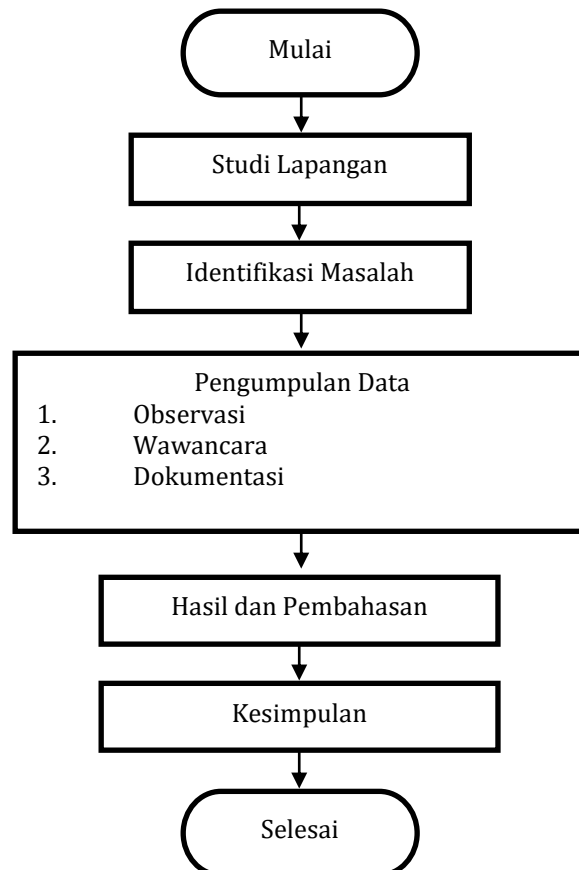 Mulai
Studi Lapangan
Identifikasi Masalah
Pengumpulan Data
1. Observasi
2. Wawancara
3. Dokumentasi
Hasil dan Pembahasan
Kesimpulan
Selesai